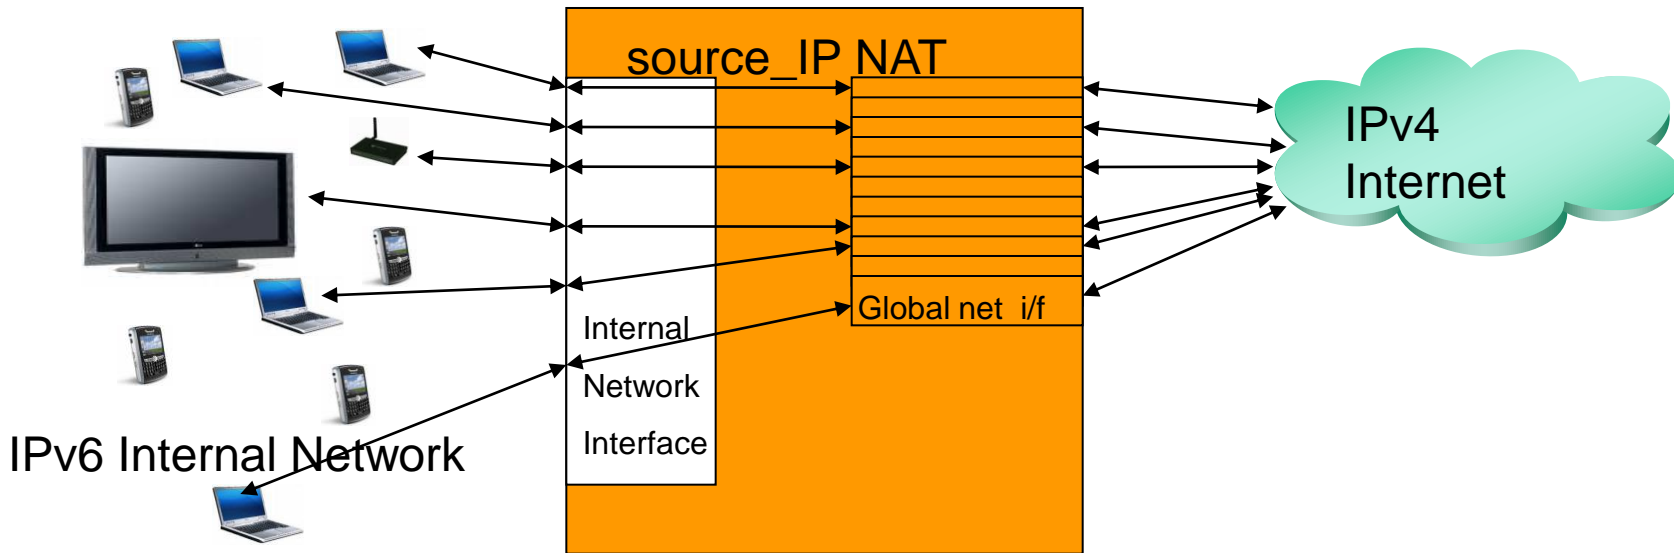 source_IP NAT
IPv4
Internet
Global net i/f
Internal
Network
Interface
IPv6 Internal Network